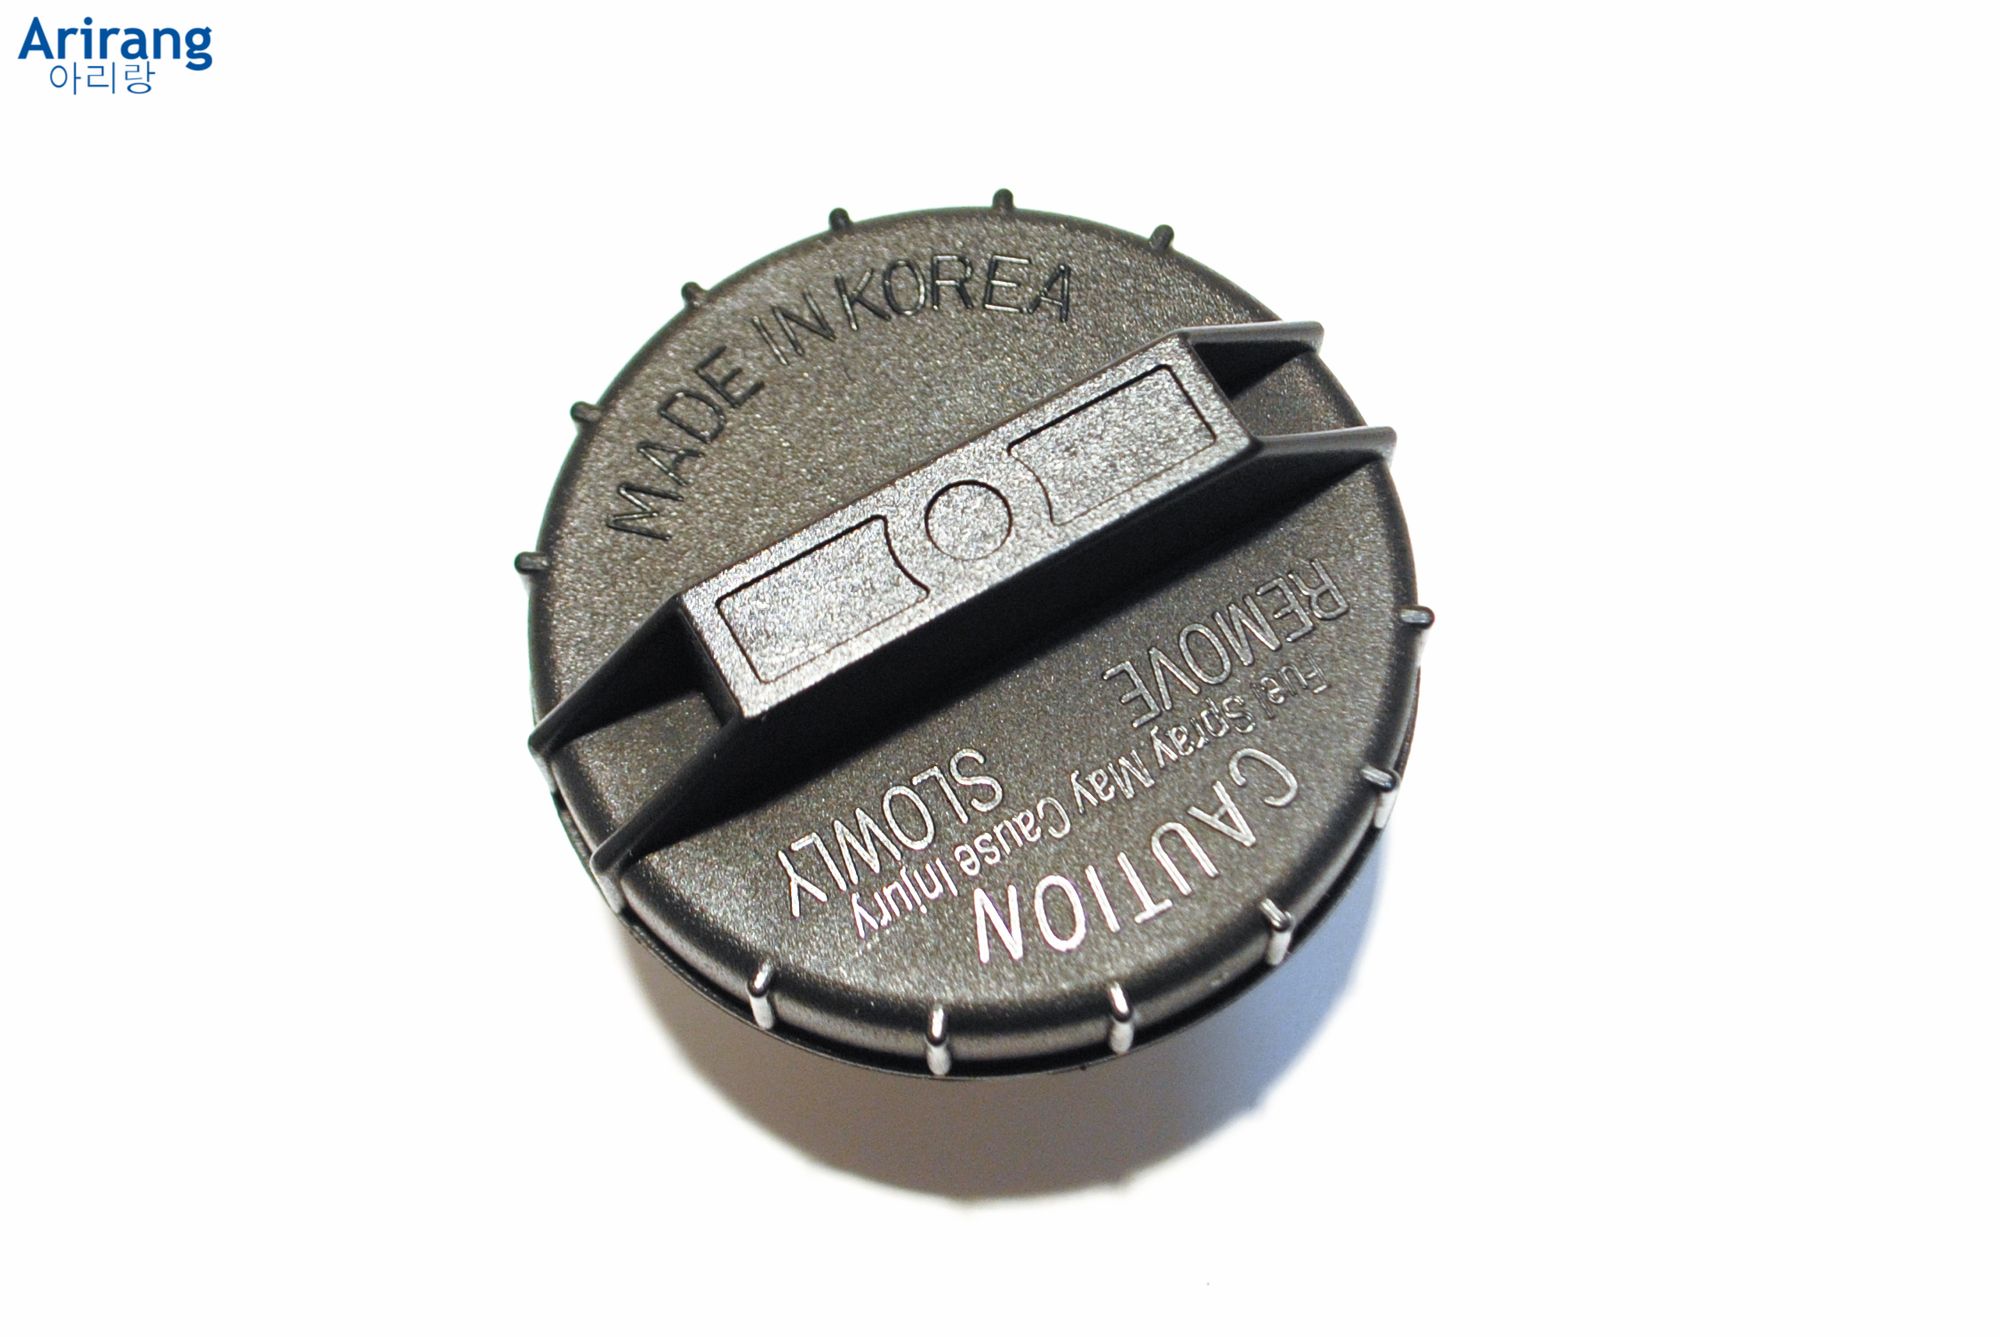 Arirang
아리랑
MADE IN KOREA
CAUTION
Fuel Spray May Cause Injury
REMOVE SLOWLY